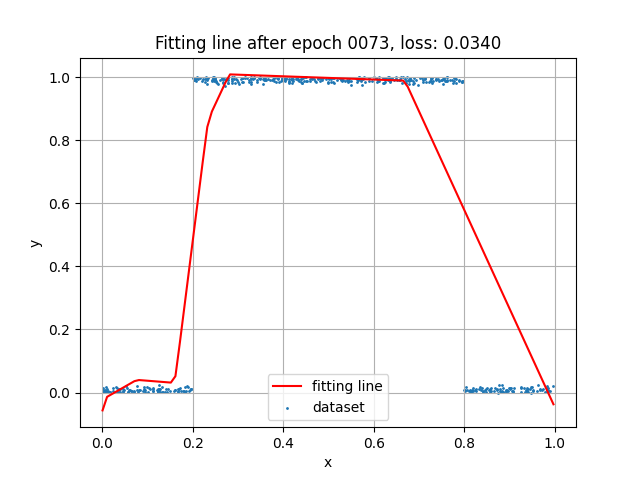 Fitting line after epoch 0073, loss: 0.0340
1.0
0.8
0.6
0.4
0.2
0.0
y
fitting line
dataset
0.0 0.2 0.4 0.6 0.8 1.0
x